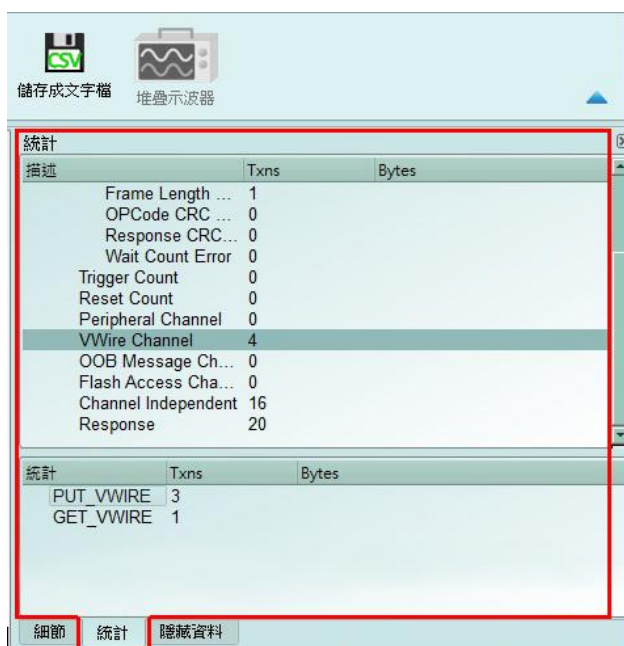 CSV
儲存成文字檔
堆疊示波器
統計
描述 Txns Bytes
Frame Length ... 1
OPCode CRC ... 0
Response CRC... 0
Wait Count Error 0
Trigger Count 0
Reset Count 0
Peripheral Channel 0
VWire Channel 4
OOB Message Ch... 0
Flash Access Cha... 0
Channel Independent 16
Response 20
統計 Txns Bytes
PUT_VWIRE 3
GET_VWIRE 1
細節 統計 隱藏資料